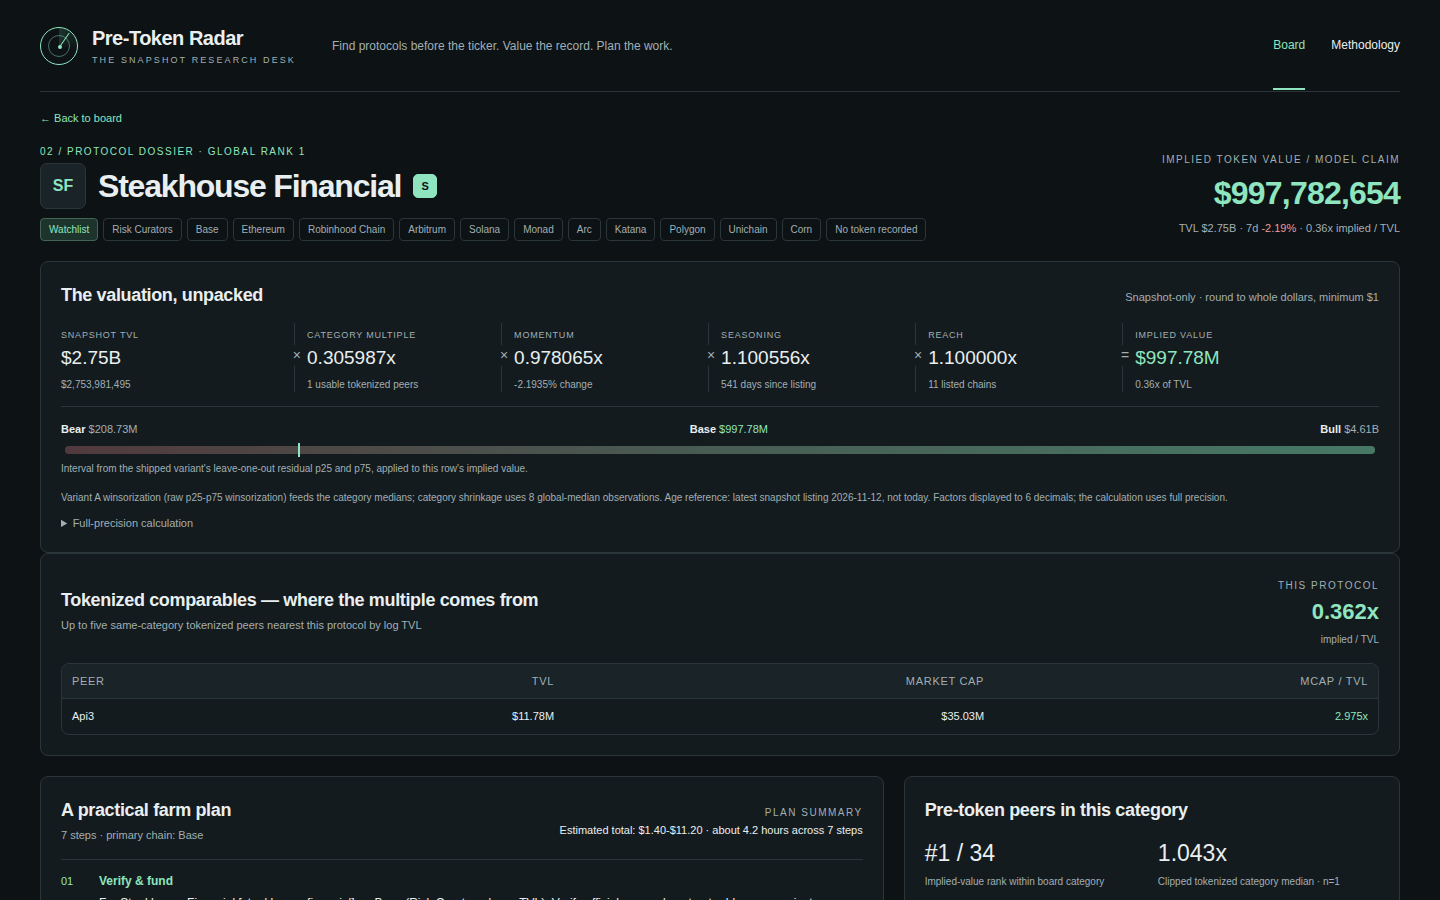 Pre-Token Radar
THE SNAPSHOT RESEARCH DESK
Find protocols before the ticker. Value the record. Plan the work.
Board
Methodology
← Back to board
02 / PROTOCOL DOSSIER · GLOBAL RANK 1
SF
Steakhouse Financial
S
Watchlist
Risk Curators
Base
Ethereum
Robinhood Chain
Arbitrum
Solana
Monad
Arc
Katana
Polygon
Unichain
Corn
No token recorded
IMPLIED TOKEN VALUE / MODEL CLAIM
$997,782,654
TVL $2.75B · 7d -2.19% · 0.36x implied / TVL
The valuation, unpacked
Snapshot-only · round to whole dollars, minimum $1
SNAPSHOT TVL
$2.75B
$2,753,981,495
×
CATEGORY MULTIPLE
0.305987x
1 usable tokenized peers
×
MOMENTUM
0.978065x
-2.1935% change
×
SEASONING
1.100556x
541 days since listing
×
REACH
1.100000x
11 listed chains
=
IMPLIED VALUE
$997.78M
0.36x of TVL
Bear $208.73M
Base $997.78M
Bull $4.61B
Interval from the shipped variant's leave-one-out residual p25 and p75, applied to this row's implied value.
Variant A winsorization (raw p25-p75 winsorization) feeds the category medians; category shrinkage uses 8 global-median observations. Age reference: latest snapshot listing 2026-11-12, not today. Factors displayed to 6 decimals; the calculation uses full precision.
▶ Full-precision calculation
Tokenized comparables — where the multiple comes from
Up to five same-category tokenized peers nearest this protocol by log TVL
THIS PROTOCOL
0.362x
implied / TVL
PEER TVL MARKET CAP MCAP / TVL
Api3 $11.78M $35.03M 2.975x
A practical farm plan
7 steps · primary chain: Base
PLAN SUMMARY
Estimated total: $1.40-$11.20 · about 4.2 hours across 7 steps
01
Verify & fund
Pre-token peers in this category
#1 / 34
Implied-value rank within board category
1.043x
Clipped tokenized category median · n=1